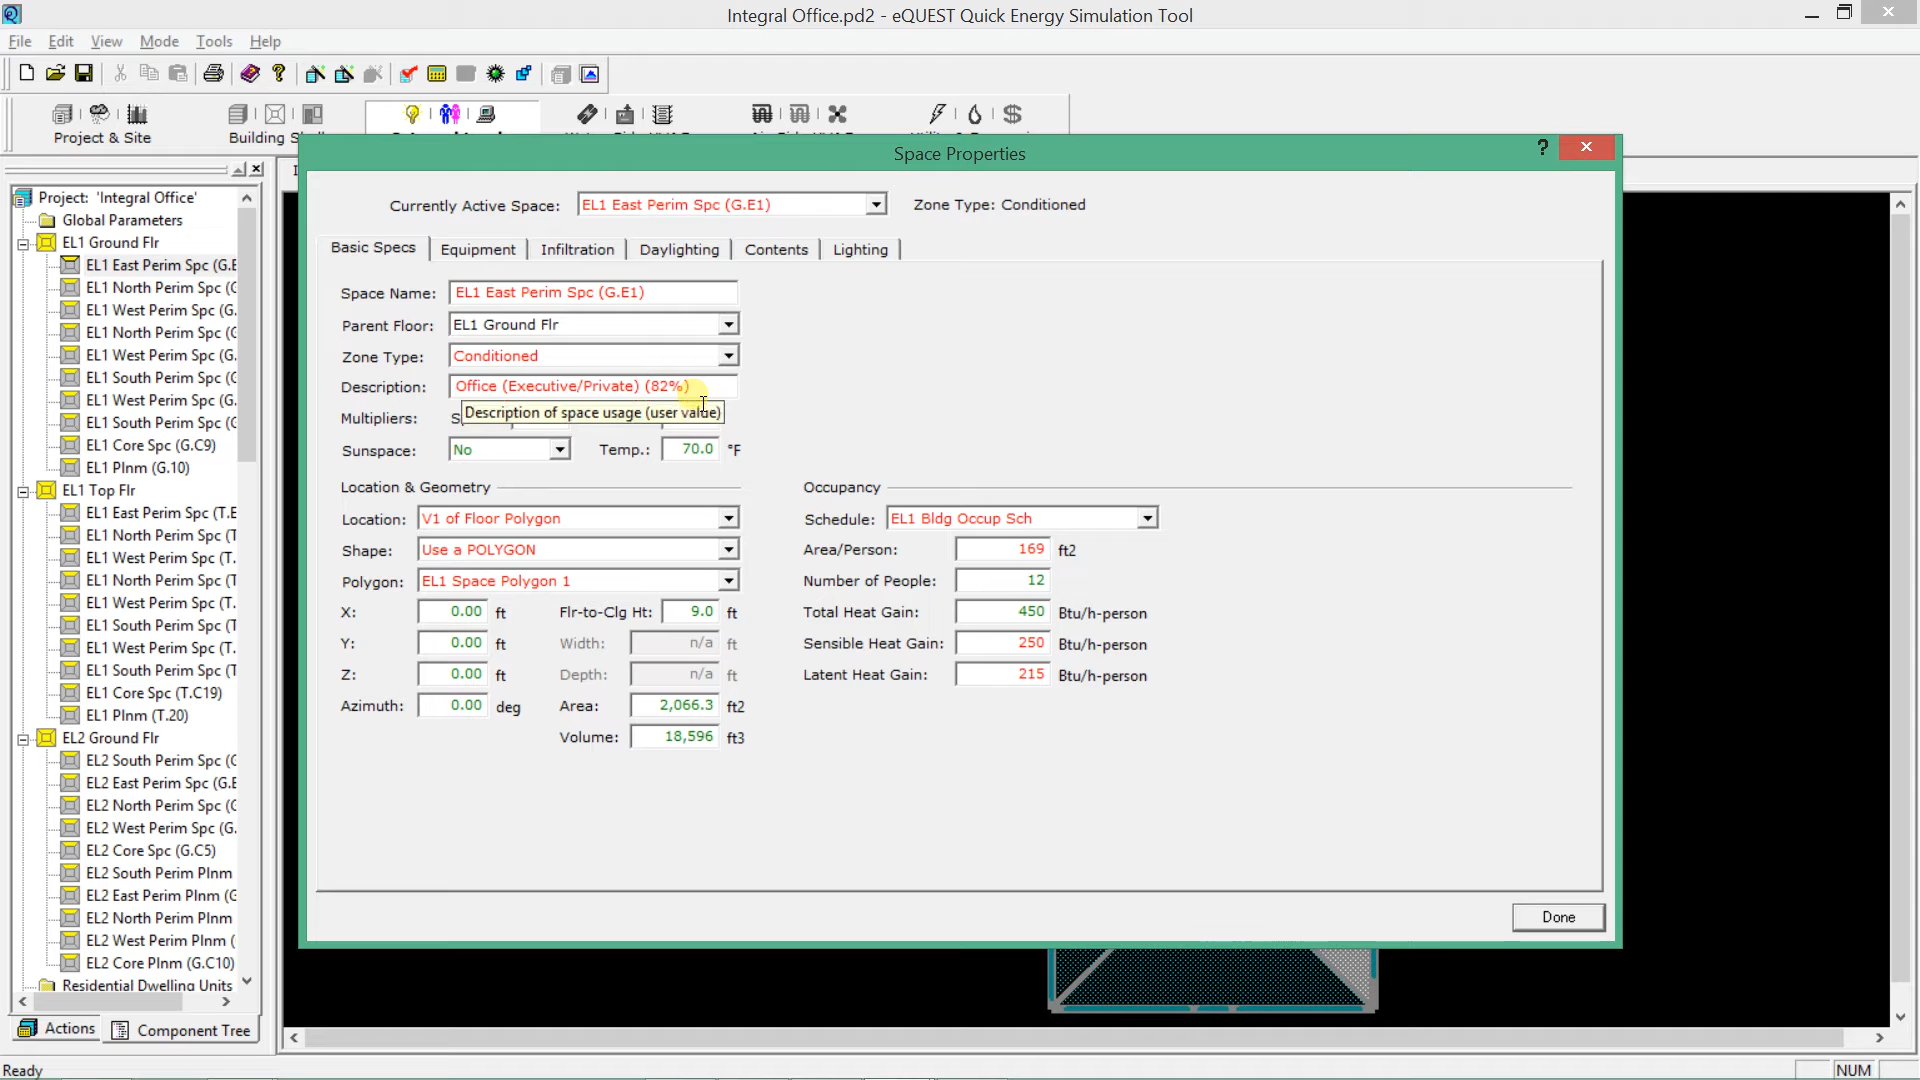 Integral Office.pd2 - eQUEST Quick Energy Simulation Tool
File Edit View Mode Tools Help
Project & Site
Building
Space Properties
Project: 'Integral Office'
Global Parameters
EL1 Ground Flr
EL1 East Perim Spc (G.E
EL1 North Perim Spc (G
EL1 West Perim Spc (G.
EL1 North Perim Spc (G
EL1 West Perim Spc (G.
EL1 South Perim Spc (G
EL1 West Perim Spc (G.
EL1 South Perim Spc (G
EL1 Core Spc (G.C9)
EL1 Plnm (G.10)
EL1 Top Flr
EL1 East Perim Spc (T.E
EL1 North Perim Spc (T
EL1 West Perim Spc (T.
EL1 North Perim Spc (T
EL1 West Perim Spc (T.
EL1 South Perim Spc (T
EL1 West Perim Spc (T.
EL1 South Perim Spc (T
EL1 Core Spc (T.C19)
EL1 Plnm (T.20)
EL2 Ground Flr
EL2 South Perim Spc (G
EL2 East Perim Spc (G.E
EL2 North Perim Spc (G
EL2 West Perim Spc (G.
EL2 Core Spc (G.C5)
EL2 South Perim Plnm
EL2 East Perim Plnm (G
EL2 North Perim Plnm
EL2 West Perim Plnm (
EL2 Core Plnm (G.C10)
Residential Dwelling Units
Actions Component Tree
Currently Active Space: EL1 East Perim Spc (G.E1) Zone Type: Conditioned
Basic Specs Equipment Infiltration Daylighting Contents Lighting
Space Name: EL1 East Perim Spc (G.E1)
Parent Floor: EL1 Ground Flr
Zone Type: Conditioned
Description: Office (Executive/Private) (82%)
Description of space usage (user value)
Multipliers:
Sunspace: No Temp.: 70.0 °F
Location & Geometry
Location: V1 of Floor Polygon
Shape: Use a POLYGON
Polygon: EL1 Space Polygon 1
X: 0.00 ft Flr-to-Clg Ht: 9.0 ft
Y: 0.00 ft Width: n/a ft
Z: 0.00 ft Depth: n/a ft
Azimuth: 0.00 deg Area: 2,066.3 ft2
Volume: 18,596 ft3
Occupancy
Schedule: EL1 Bldg Occup Sch
Area/Person: 169 ft2
Number of People: 12
Total Heat Gain: 450 Btu/h-person
Sensible Heat Gain: 250 Btu/h-person
Latent Heat Gain: 215 Btu/h-person
Done
Ready
NUM